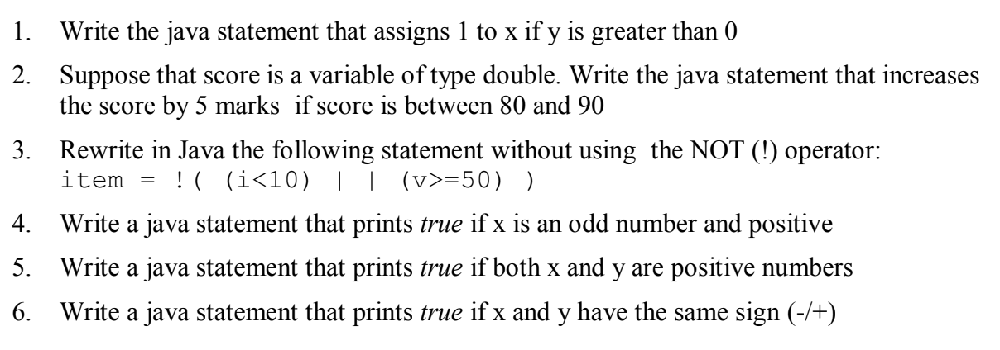 1. Write the java statement that assigns 1 to x if y is greater than 0
2. Suppose that score is a variable of type double. Write the java statement that increases
the score by 5 marks if score is between 80 and 90
3. Rewrite in Java the following statement without using the NOT (!) operator:
item = !( (i<10) | | (v>=50) )
4. Write a java statement that prints true if x is an odd number and positive
5. Write a java statement that prints true if both x and y are positive numbers
6. Write a java statement that prints true if x and y have the same sign (-/+)